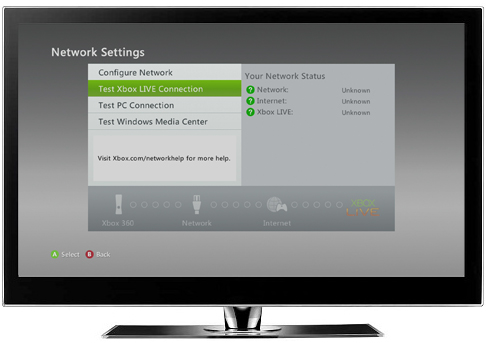 Network Settings
Configure Network
Test Xbox LIVE Connection
Test PC Connection
Test Windows Media Center
Visit Xbox.com/networkhelp for more help.
Your Network Status
? Network: Unknown
? Internet: Unknown
? Xbox LIVE: Unknown
Xbox 360
Network
Internet
XBOX
LIVE
A Select B Back